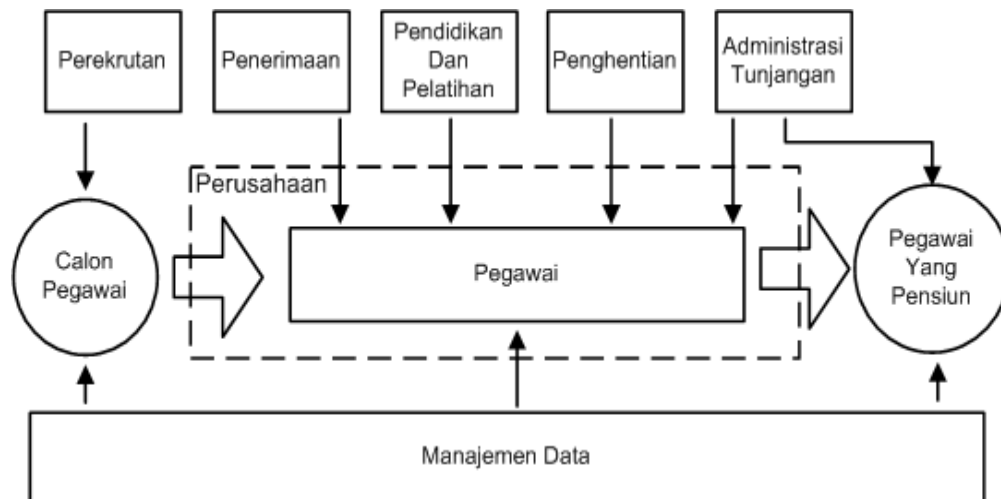 Perekrutan
Penerimaan
Pendidikan
Dan
Pelatihan
Penghentian
Administrasi
Tunjangan
Perusahaan
Calon
Pegawai
Pegawai
Pegawai
Yang
Pensiun
Manajemen Data